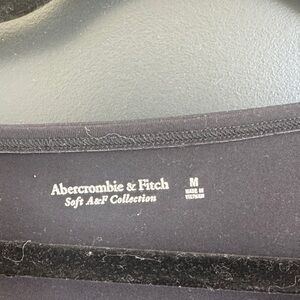 Abercrombie & Fitch
Soft A&F Collection
M
MADE IN
VIETNAM